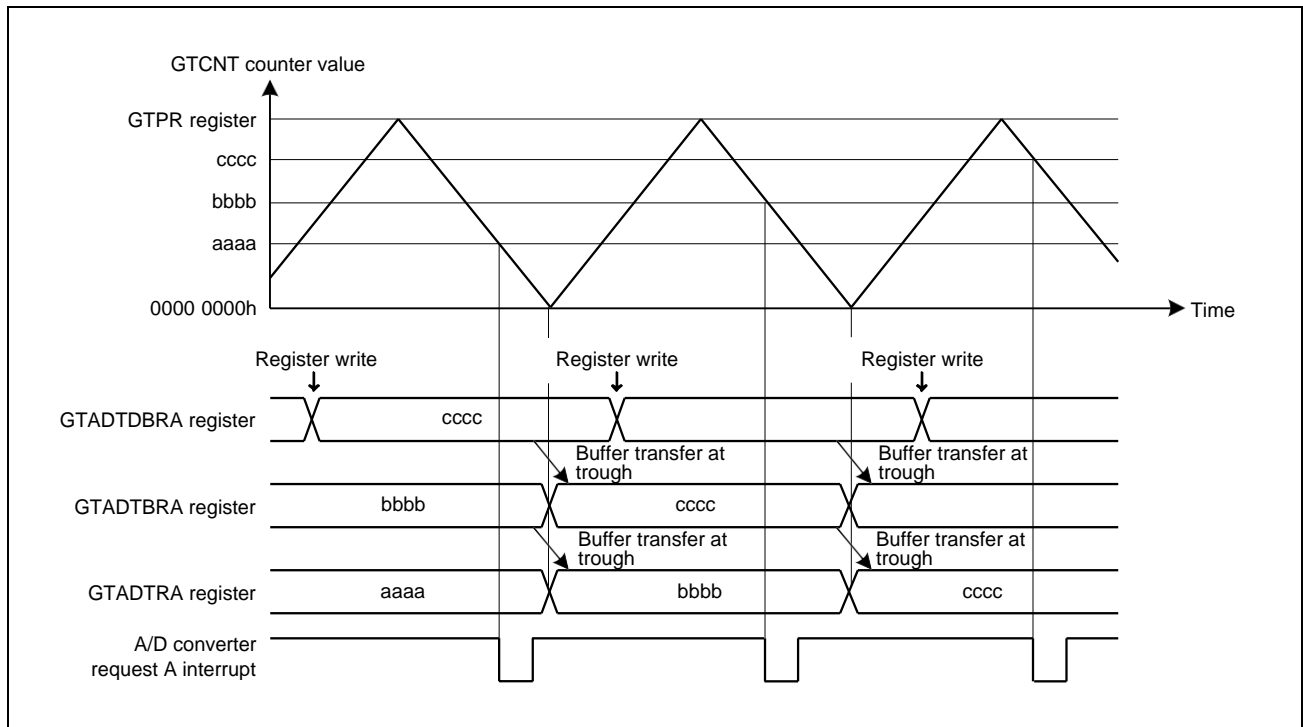 GTCNT counter value
GTPR register
cccc
bbbb
aaaa
0000 0000h
Time
Register write
Register write
Register write
GTADTDBRA register
cccc
Buffer transfer at
trough
Buffer transfer at
trough
GTADTBRA register
bbbb
cccc
Buffer transfer at
trough
Buffer transfer at
trough
GTADTRA register
aaaa
bbbb
cccc
A/D converter
request A interrupt